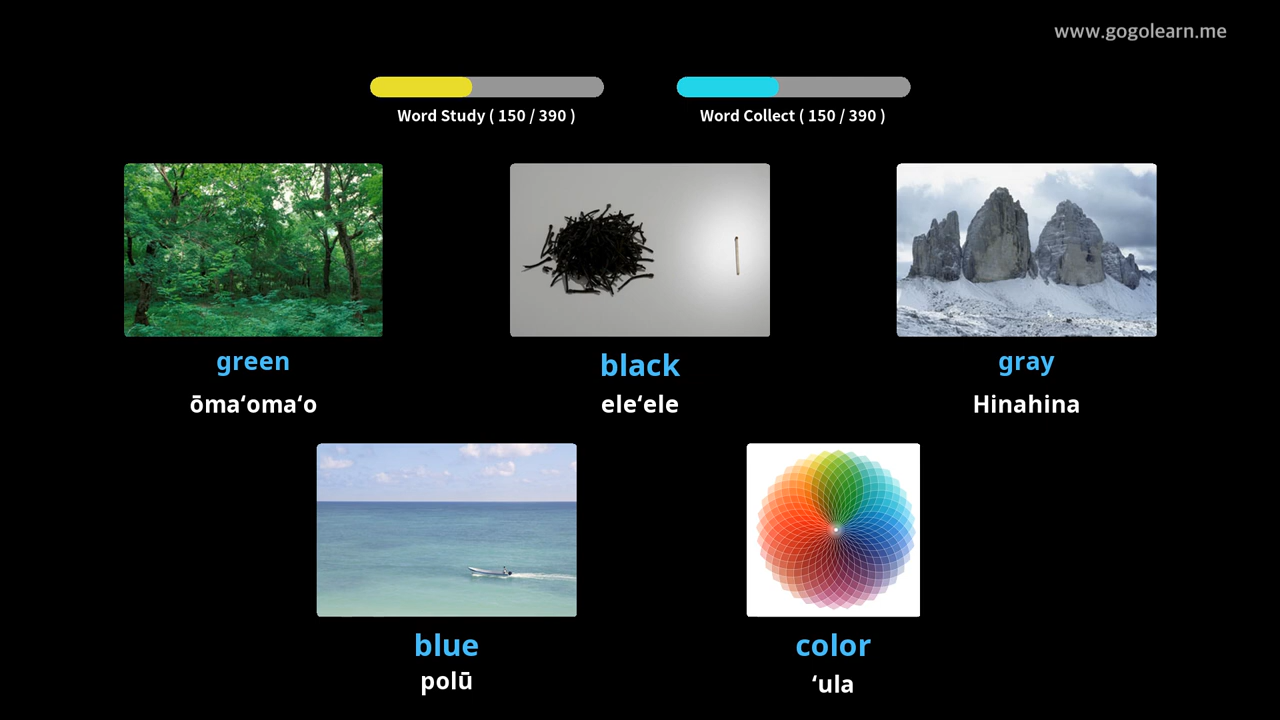 www.gogolearn.me
Word Study ( 150 / 390 )
Word Collect ( 150 / 390 )
green
black
gray
ōmaʻomaʻo
eleʻele
Hinahina
blue
color
polū
ʻula